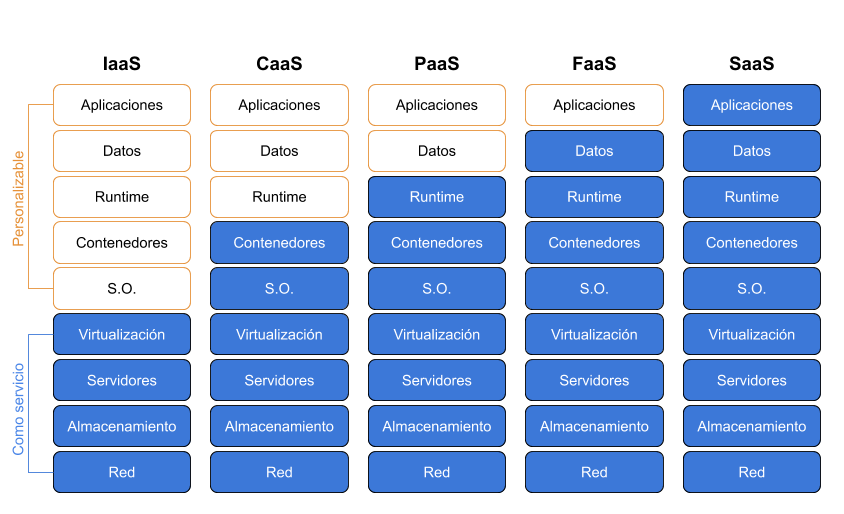 IaaS CaaS PaaS FaaS SaaS
Aplicaciones Aplicaciones Aplicaciones Aplicaciones Aplicaciones
Datos Datos Datos Datos Datos
Runtime Runtime Runtime Runtime Runtime
Contenedores Contenedores Contenedores Contenedores Contenedores
S.O. S.O. S.O. S.O. S.O.
Virtualización Virtualización Virtualización Virtualización Virtualización
Servidores Servidores Servidores Servidores Servidores
Almacenamiento Almacenamiento Almacenamiento Almacenamiento Almacenamiento
Red Red Red Red Red
Personalizable
Como servicio